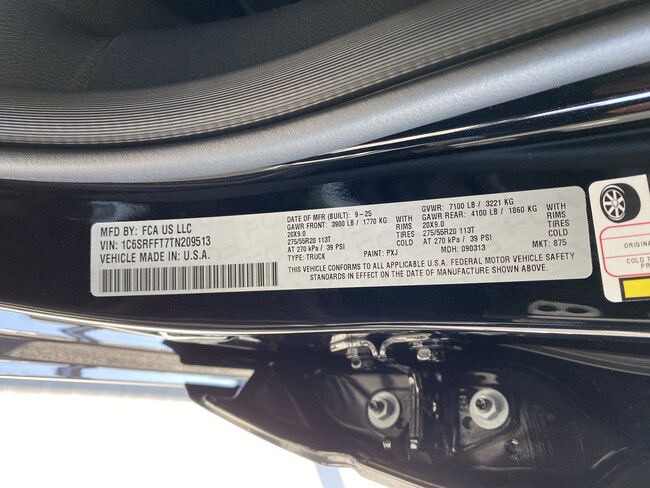 MFD BY: FCA US LLC
VIN: 1C6SRFFT7TN209513
VEHICLE MADE IN: U.S.A.
DATE OF MFR (BUILT): 9-25 GVWR: 7100 LB / 3221 KG
GAWR FRONT: 3900 LB / 1770 KG WITH GAWR REAR: 4100 LB / 1860 KG WITH
20X9.0 RIMS 20X9.0 RIMS
275/55R20 113T TIRES 275/55R20 113T TIRES
AT 270 kPa / 39 PSI COLD AT 270 kPa / 39 PSI COLD
TYPE: TRUCK PAINT: PXJ MDH: 090313 MKT: 875
THIS VEHICLE CONFORMS TO ALL APPLICABLE U.S.A. FEDERAL MOTOR VEHICLE SAFETY
STANDARDS IN EFFECT ON THE DATE OF MANUFACTURE SHOWN ABOVE.
ORIGINA
COLD T
PR